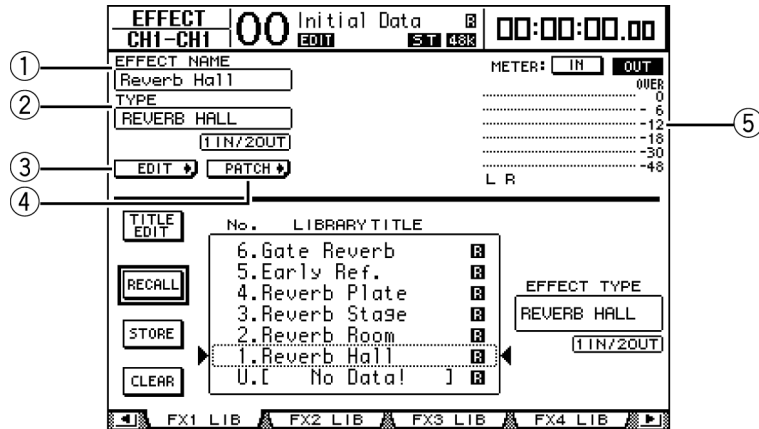 EFFECT
CH1-CH1
00 Initial Data R
EDIT ST 48K
00:00:00.00
1
EFFECT NAME
Reverb Hall
2
TYPE
REVERB HALL
1IN/2OUT
3
EDIT
PATCH
4
METER: IN OUT
OVER
0
- 6
-12
-18
-30
-48
L R
5
TITLE EDIT
RECALL
STORE
CLEAR
No. LIBRARY TITLE
6.Gate Reverb R
5.Early Ref. R
4.Reverb Plate R
3.Reverb Stage R
2.Reverb Room R
1.Reverb Hall R
U.[ No Data! ] R
EFFECT TYPE
REVERB HALL
1IN/2OUT
FX1 LIB FX2 LIB FX3 LIB FX4 LIB